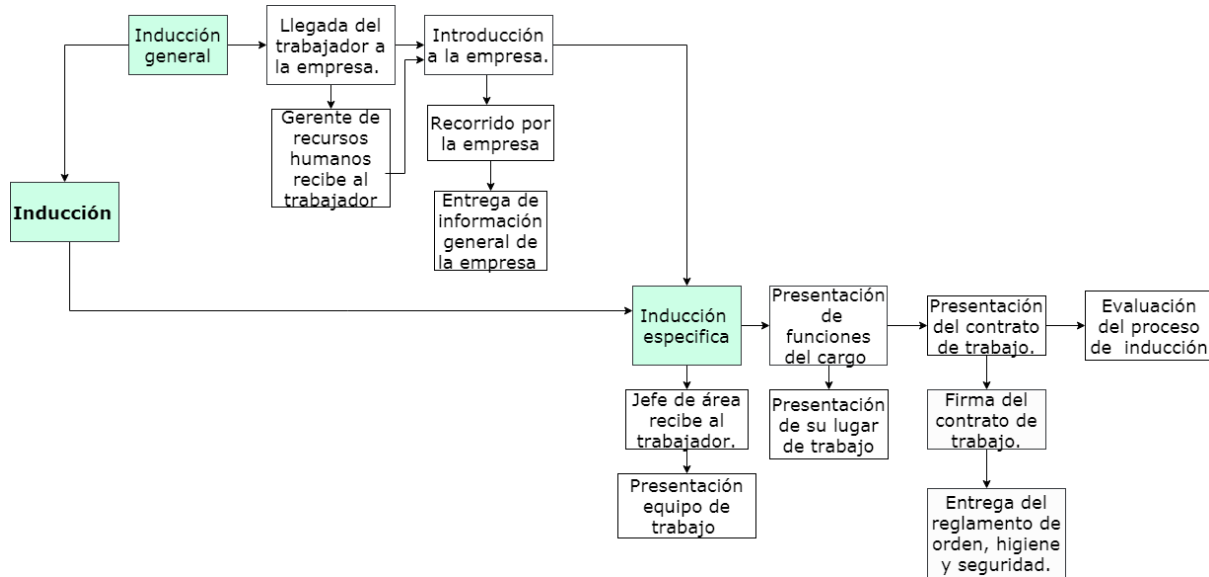 Inducción
general
Llegada del
trabajador a
la empresa.
Introducción
a la empresa.
Gerente de
recursos
humanos
recibe al
trabajador
Recorrido por
la empresa
Entrega de
información
general de
la empresa
Inducción
Inducción
especifica
Presentación
de
funciones
del cargo
Presentación
del contrato
de trabajo.
Evaluación
del proceso
de inducción
Jefe de área
recibe al
trabajador.
Presentación
de su lugar
de trabajo
Firma del
contrato de
trabajo.
Presentación
equipo de
trabajo
Entrega del
reglamento de
orden, higiene
y seguridad.